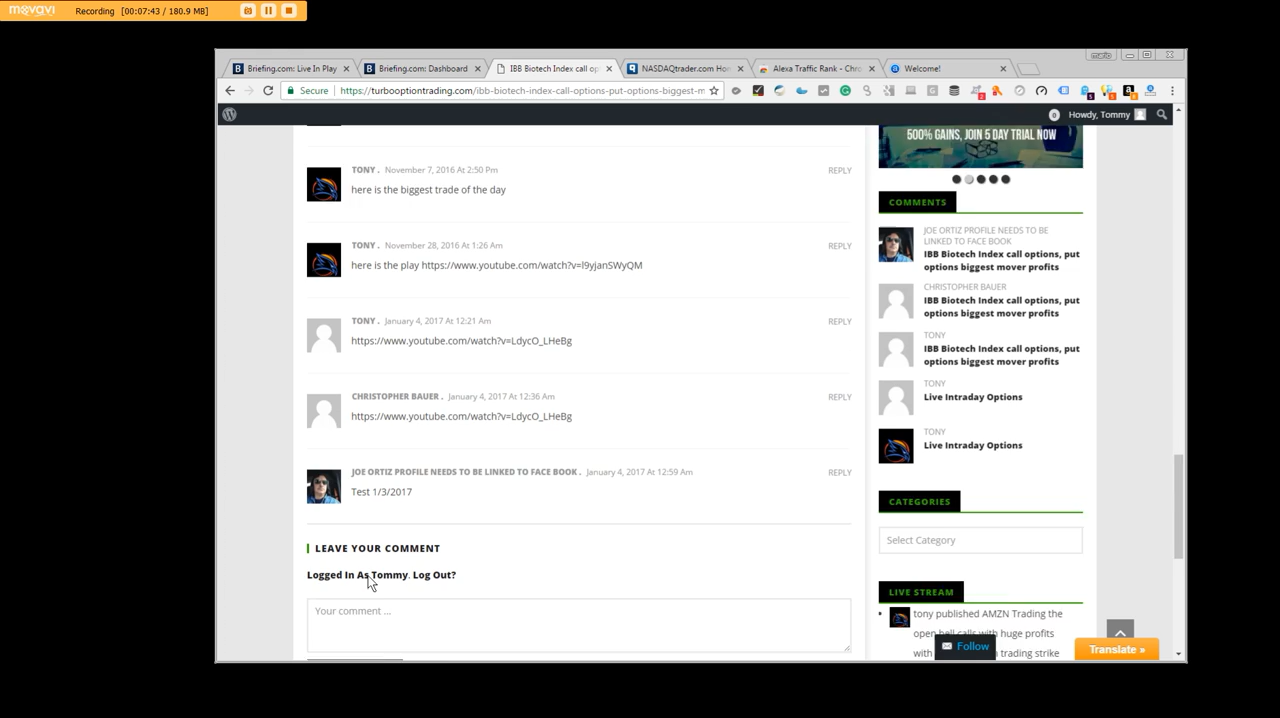 movavi
Recording [00:07:43 / 180.9 MB]
mario
Briefing.com: Live In Play
Briefing.com: Dashboard
IBB Biotech Index call op
NASDAQtrader.com Ho
Alexa Traffic Rank - Chro
Welcome!
Secure https://turbooptiontrading.com/ibb-biotech-index-call-options-put-options-biggest-m
0 Howdy, Tommy
500% GAINS, JOIN 5 DAY TRIAL NOW
TONY . November 7, 2016 At 2:50 Pm REPLY
here is the biggest trade of the day
TONY . November 28, 2016 At 1:26 Am REPLY
here is the play https://www.youtube.com/watch?v=l9yjanSWyQM
TONY . January 4, 2017 At 12:21 Am REPLY
https://www.youtube.com/watch?v=LdycO_LHeBg
CHRISTOPHER BAUER . January 4, 2017 At 12:36 Am REPLY
https://www.youtube.com/watch?v=LdycO_LHeBg
JOE ORTIZ PROFILE NEEDS TO BE LINKED TO FACE BOOK . January 4, 2017 At 12:59 Am REPLY
Test 1/3/2017
LEAVE YOUR COMMENT
Logged In As Tommy. Log Out?
Your comment ...
COMMENTS
JOE ORTIZ PROFILE NEEDS TO BE
LINKED TO FACE BOOK
IBB Biotech Index call options, put
options biggest mover profits
CHRISTOPHER BAUER
IBB Biotech Index call options, put
options biggest mover profits
TONY
IBB Biotech Index call options, put
options biggest mover profits
TONY
Live Intraday Options
TONY
Live Intraday Options
CATEGORIES
Select Category
LIVE STREAM
tony published AMZN Trading the
open bell calls with huge profits
with trading strike
Follow
Translate »